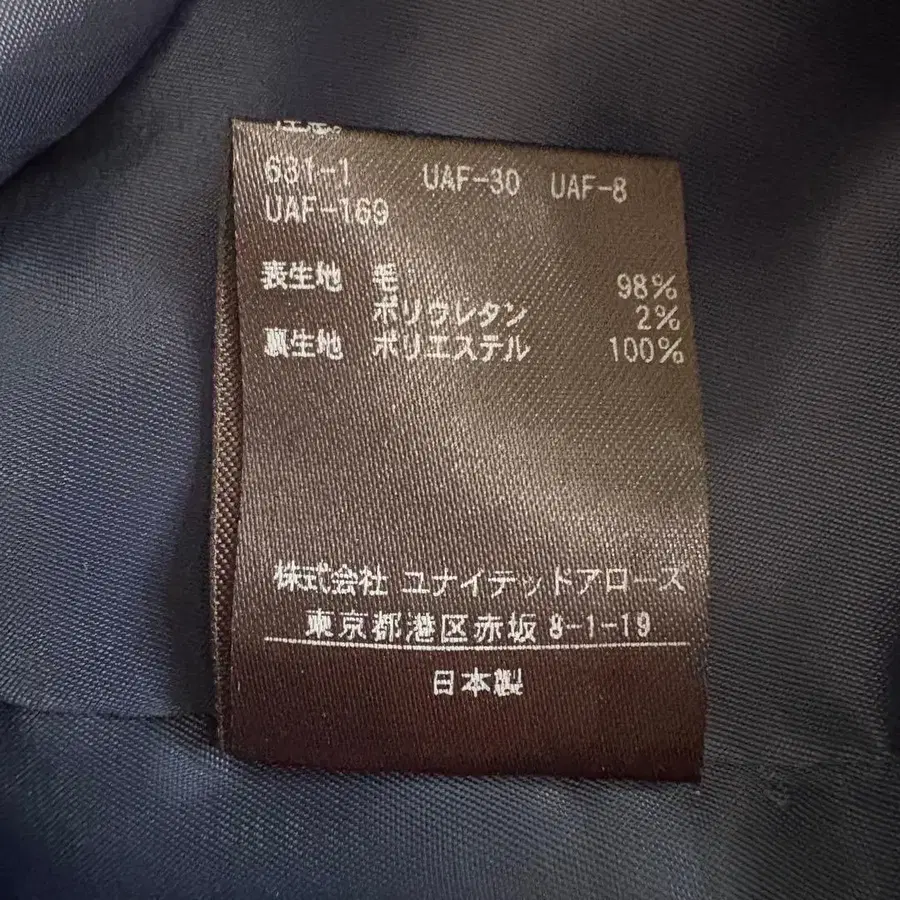 631-1 UAF-30 UAF-8
UAF-169
表生地 毛 98%
ポリウレタン 2%
裏生地 ポリエステル 100%
株式会社 ユナイテッドアローズ
東京都港区赤坂 8-1-19
日本製